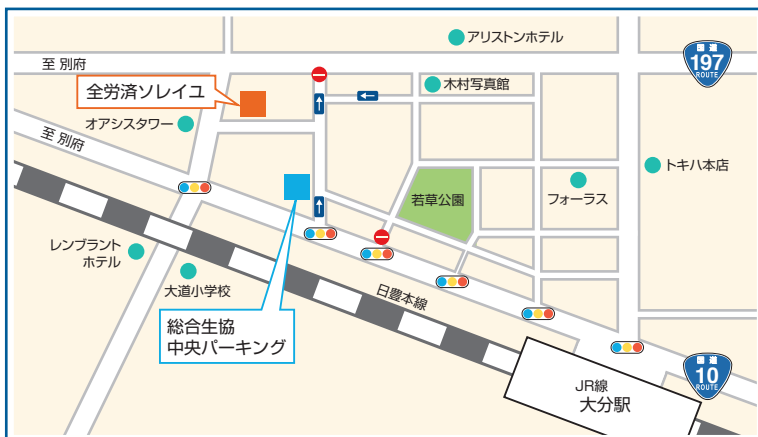 アリストンホテル
至 別府
国道
197
ROUTE
全労済ソレイユ
木村写真館
オアシスタワー
至 別府
トキハ本店
若草公園
フォーラス
レンブラント
ホテル
大道小学校
日豊本線
総合生協
中央パーキング
国道
10
ROUTE
JR線
大分駅